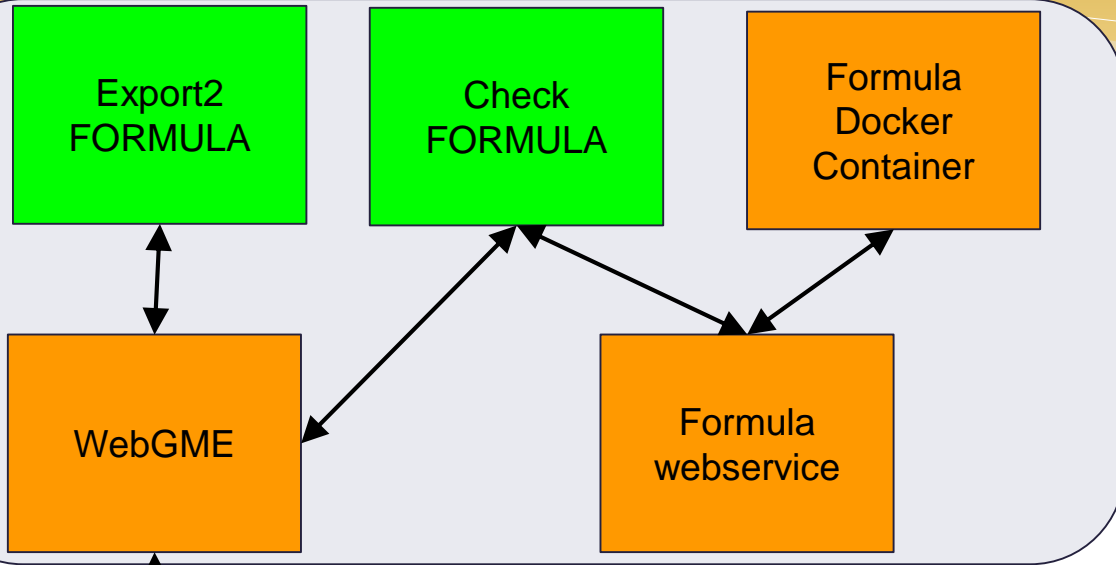 Export2
FORMULA
Check
FORMULA
Formula
Docker
Container
WebGME
Formula
webservice